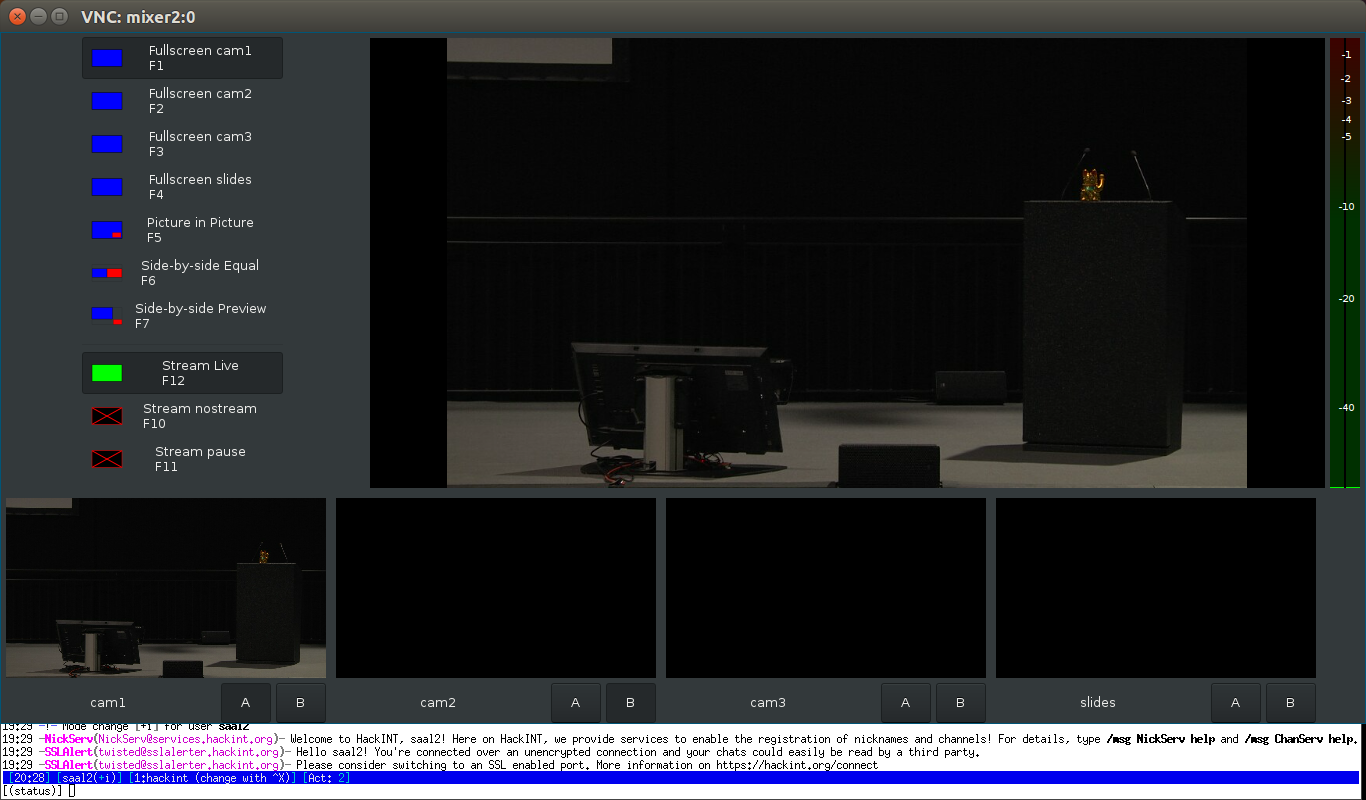 VNC: mixer2:0
Fullscreen cam1
F1
Fullscreen cam2
F2
Fullscreen cam3
F3
Fullscreen slides
F4
Picture in Picture
F5
Side-by-side Equal
F6
Side-by-side Preview
F7
Stream Live
F12
Stream nostream
F10
Stream pause
F11
-1
-2
-3
-4
-5
-10
-20
-40
cam1 A B
cam2 A B
cam3 A B
slides A B
19:29 -!- Mode change [+i] for user saal2
19:29 -NickServ(NickServ@services.hackint.org)- Welcome to HackINT, saal2! Here on HackINT, we provide services to enable the registration of nicknames and channels! For details, type /msg NickServ help and /msg ChanServ help.
19:29 -SSLAlert(twisted@sslalerter.hackint.org)- Hello saal2! You're connected over an unencrypted connection and your chats could easily be read by a third party.
19:29 -SSLAlert(twisted@sslalerter.hackint.org)- Please consider switching to an SSL enabled port. More information on https://hackint.org/connect
[20:28] [saal2(+i)] [1:hackint (change with ^X)] [Act: 2]
[(status)]